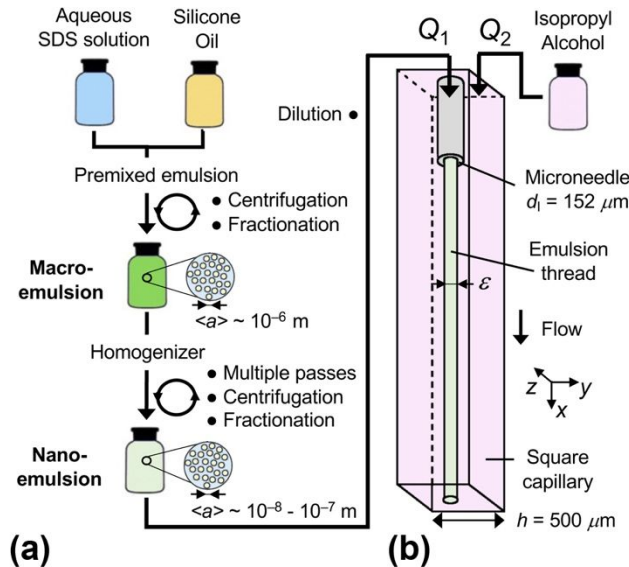 Aqueous
SDS solution
Silicone
Oil
Premixed emulsion
• Centrifugation
• Fractionation
Macro-
emulsion
<a> ~ 10⁻⁶ m
Homogenizer
• Multiple passes
• Centrifugation
• Fractionation
Nano-
emulsion
<a> ~ 10⁻⁸ - 10⁻⁷ m
(a)
Dilution •
Q₁
Q₂
Isopropyl
Alcohol
Microneedle
d₁ = 152 μm
Emulsion
thread
ε
Flow
z
y
x
Square
capillary
h = 500 μm
(b)